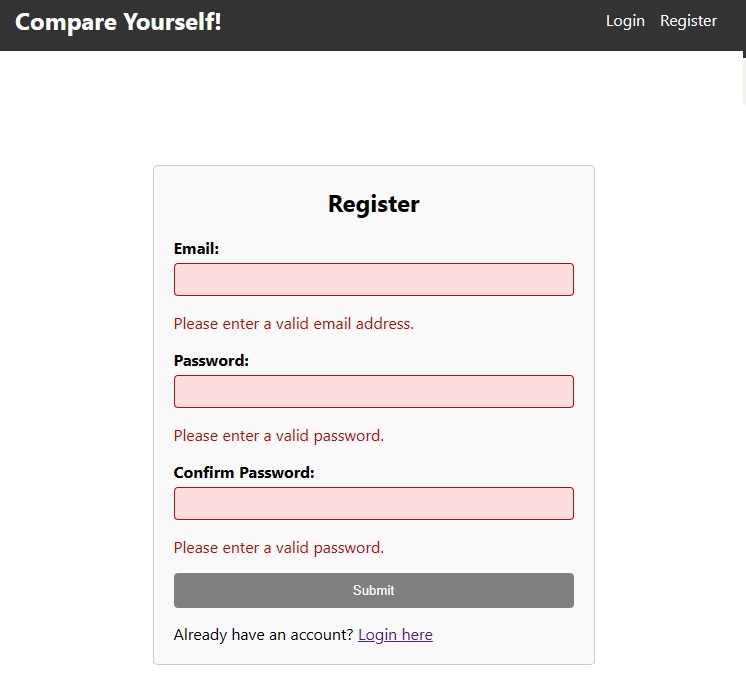 Compare Yourself!
Login Register
Register
Email:
Please enter a valid email address.
Password:
Please enter a valid password.
Confirm Password:
Please enter a valid password.
Submit
Already have an account? Login here